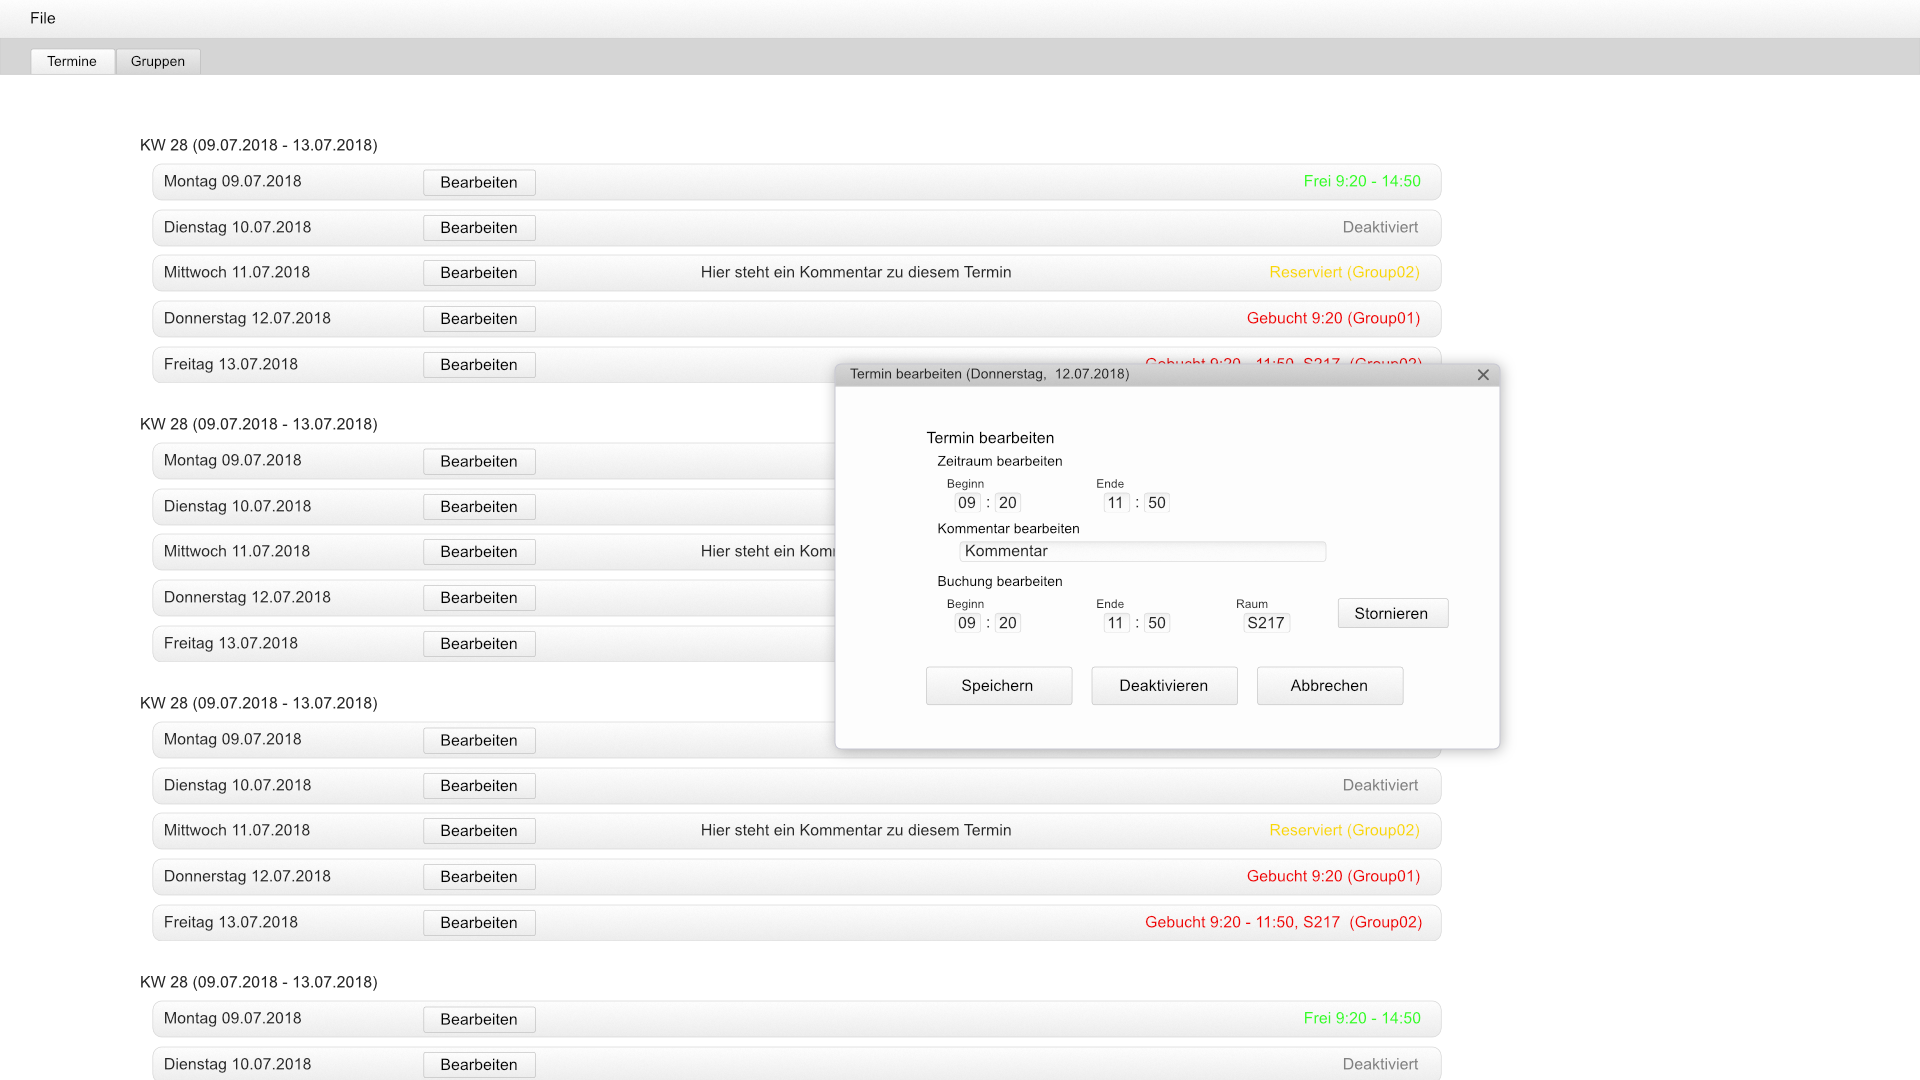 File
Termine Gruppen
KW 28 (09.07.2018 - 13.07.2018)
Montag 09.07.2018 Bearbeiten Frei 9:20 - 14:50
Dienstag 10.07.2018 Bearbeiten Deaktiviert
Mittwoch 11.07.2018 Bearbeiten Hier steht ein Kommentar zu diesem Termin Reserviert (Group02)
Donnerstag 12.07.2018 Bearbeiten Gebucht 9:20 (Group01)
Freitag 13.07.2018 Bearbeiten Gebucht 9:20 - 11:50, S217 (Group02)
KW 28 (09.07.2018 - 13.07.2018)
Montag 09.07.2018 Bearbeiten
Dienstag 10.07.2018 Bearbeiten
Mittwoch 11.07.2018 Bearbeiten Hier steht ein Kom
Donnerstag 12.07.2018 Bearbeiten
Freitag 13.07.2018 Bearbeiten
Termin bearbeiten (Donnerstag, 12.07.2018)
Termin bearbeiten
Zeitraum bearbeiten
Beginn Ende
09 : 20 11 : 50
Kommentar bearbeiten
Kommentar
Buchung bearbeiten
Beginn Ende Raum
09 : 20 11 : 50 S217 Stornieren
Speichern Deaktivieren Abbrechen
KW 28 (09.07.2018 - 13.07.2018)
Montag 09.07.2018 Bearbeiten
Dienstag 10.07.2018 Bearbeiten Deaktiviert
Mittwoch 11.07.2018 Bearbeiten Hier steht ein Kommentar zu diesem Termin Reserviert (Group02)
Donnerstag 12.07.2018 Bearbeiten Gebucht 9:20 (Group01)
Freitag 13.07.2018 Bearbeiten Gebucht 9:20 - 11:50, S217 (Group02)
KW 28 (09.07.2018 - 13.07.2018)
Montag 09.07.2018 Bearbeiten Frei 9:20 - 14:50
Dienstag 10.07.2018 Bearbeiten Deaktiviert